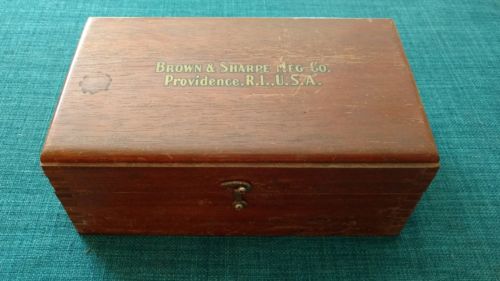 Brown & Sharpe Mfg. Co.
Providence, R.I., U.S.A.